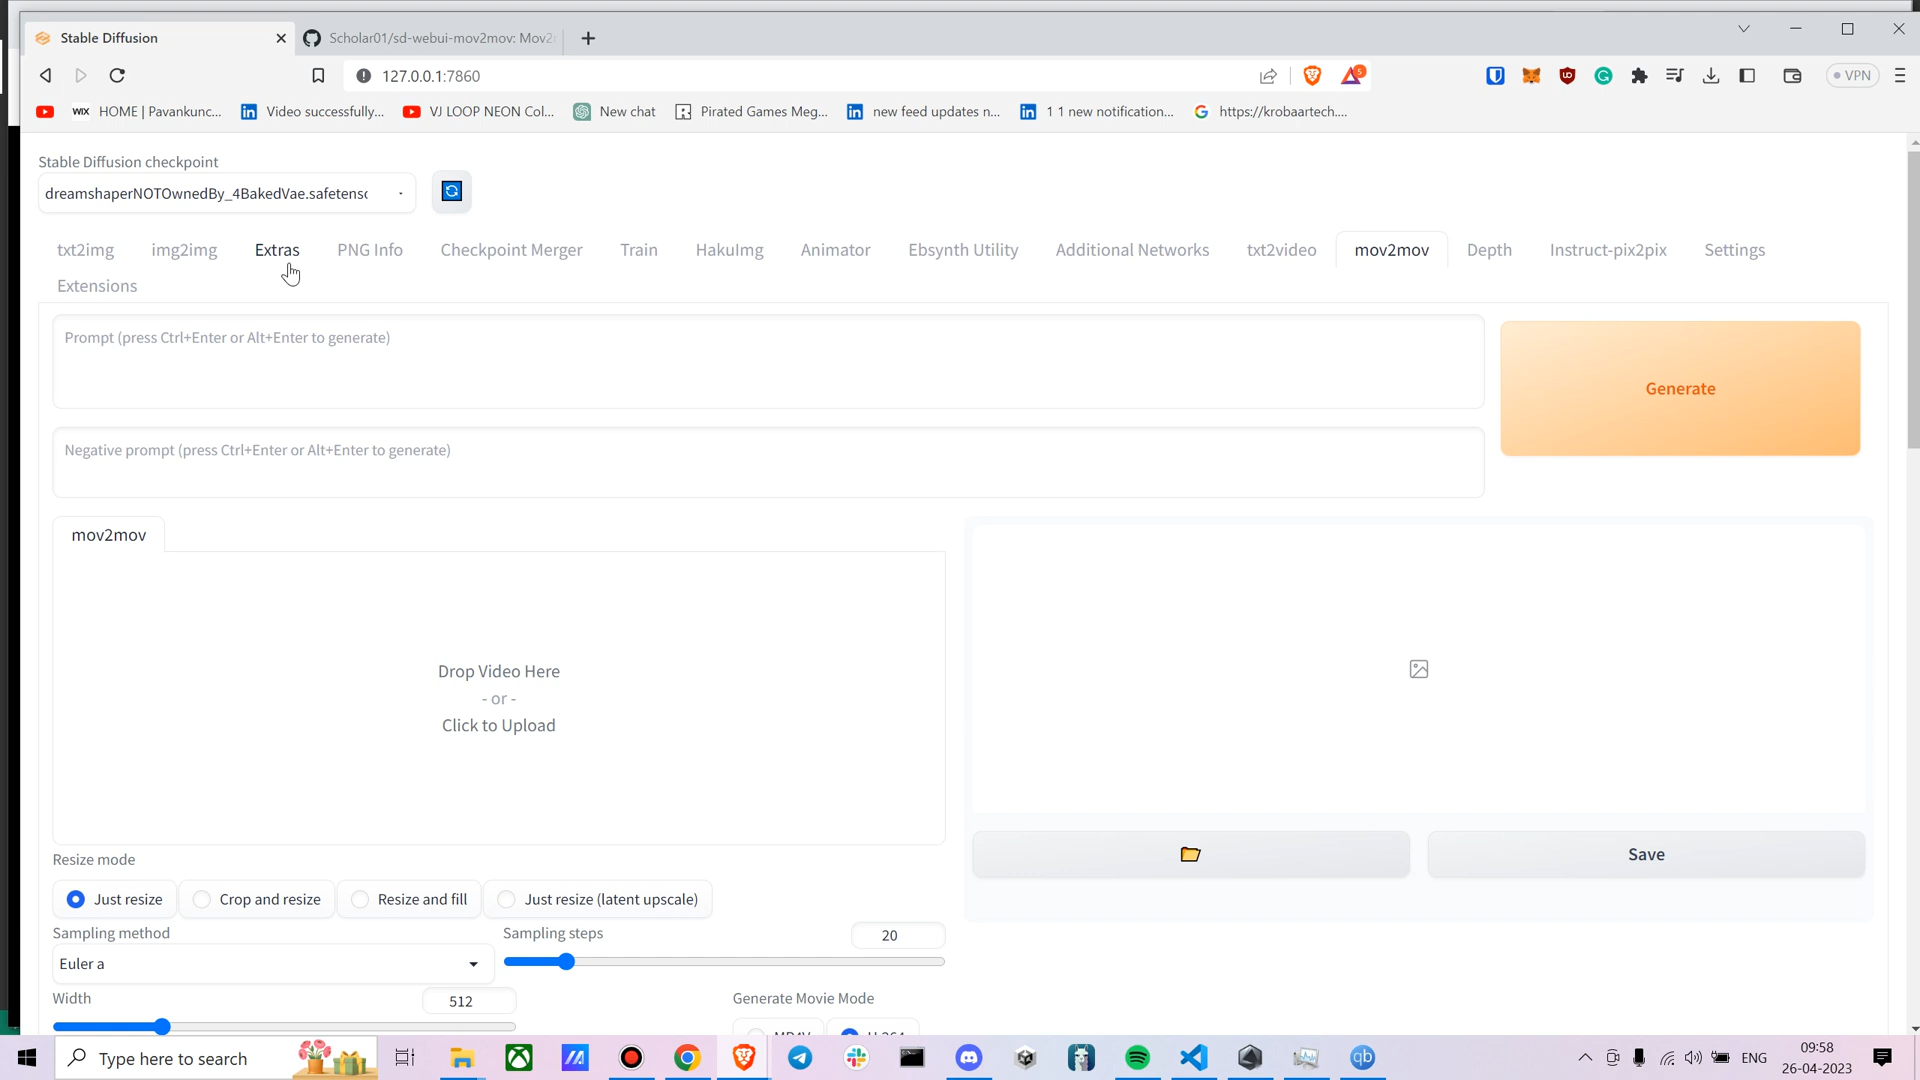 Stable Diffusion
Scholar01/sd-webui-mov2mov: Mov2
127.0.0.1:7860
5
VPN
WIX HOME | Pavankunc...
Video successfully...
VJ LOOP NEON Col...
New chat
Pirated Games Meg...
new feed updates n...
1 1 new notification...
https://krobaartech....
Stable Diffusion checkpoint
dreamshaperNOTOwnedBy_4BakedVae.safetensc
txt2img img2img Extras PNG Info Checkpoint Merger Train HakuImg Animator Ebsynth Utility Additional Networks txt2video mov2mov Depth Instruct-pix2pix Settings
Extensions
Prompt (press Ctrl+Enter or Alt+Enter to generate)
Generate
Negative prompt (press Ctrl+Enter or Alt+Enter to generate)
mov2mov
Drop Video Here
- or -
Click to Upload
Save
Resize mode
Just resize Crop and resize Resize and fill Just resize (latent upscale)
Sampling method
Sampling steps
20
Euler a
Width
512
Generate Movie Mode
MP4V H.264
Type here to search
qb
ENG
09:58
26-04-2023